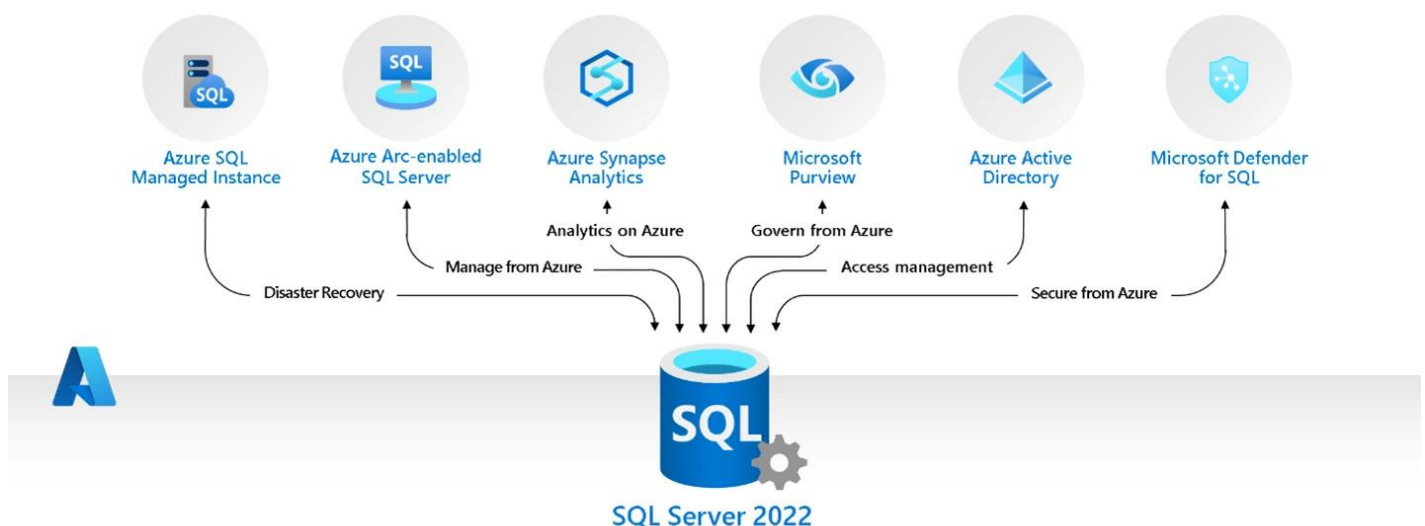 SQL
SQL
Azure SQL
Managed Instance
Azure Arc-enabled
SQL Server
Azure Synapse
Analytics
Microsoft
Purview
Azure Active
Directory
Microsoft Defender
for SQL
Analytics on Azure
Govern from Azure
Manage from Azure
Access management
Disaster Recovery
Secure from Azure
SQL
SQL Server 2022